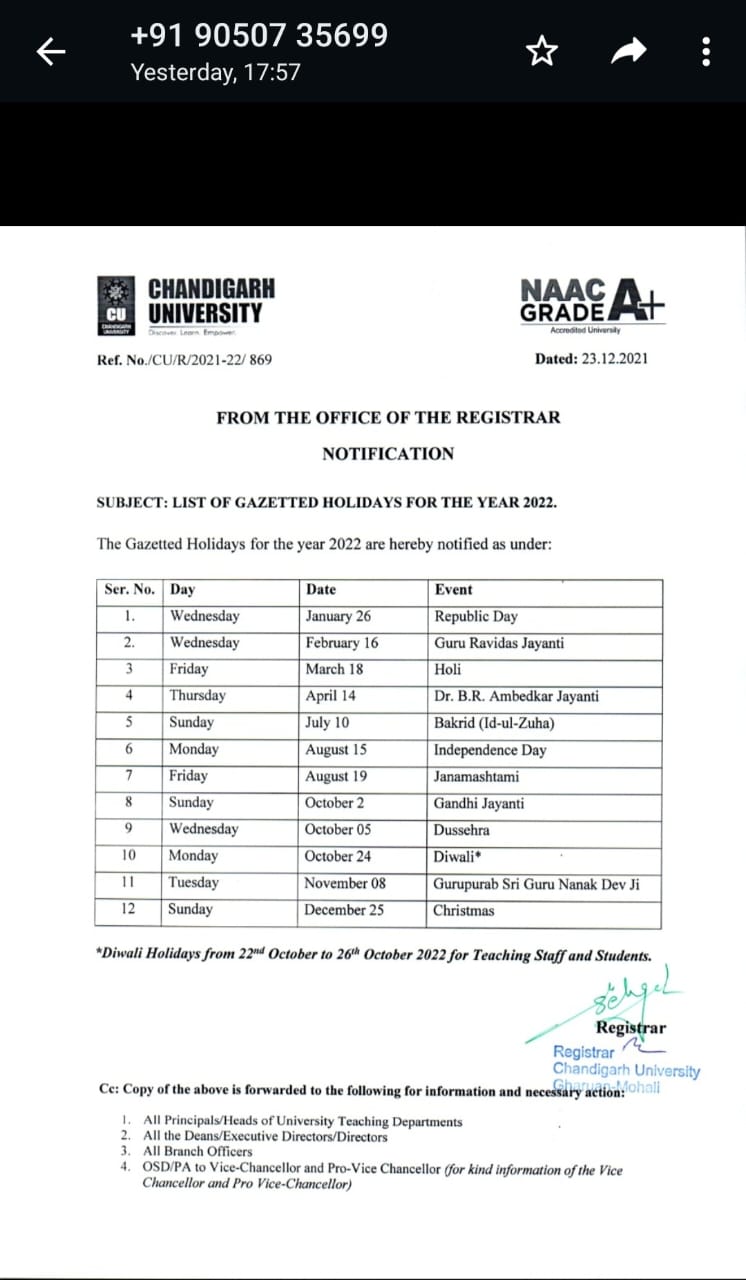 +91 90507 35699
Yesterday, 17:57
CHANDIGARH
UNIVERSITY
Discover. Learn. Empower.
CU
CHANDIGARH
UNIVERSITY
NAAC
GRADE A+
Accredited University
Ref. No./CU/R/2021-22/ 869
Dated: 23.12.2021
FROM THE OFFICE OF THE REGISTRAR
NOTIFICATION
SUBJECT: LIST OF GAZETTED HOLIDAYS FOR THE YEAR 2022.
The Gazetted Holidays for the year 2022 are hereby notified as under:
Ser. No. Day Date Event
1. Wednesday January 26 Republic Day
2. Wednesday February 16 Guru Ravidas Jayanti
3 Friday March 18 Holi
4 Thursday April 14 Dr. B.R. Ambedkar Jayanti
5 Sunday July 10 Bakrid (Id-ul-Zuha)
6 Monday August 15 Independence Day
7 Friday August 19 Janamashtami
8 Sunday October 2 Gandhi Jayanti
9 Wednesday October 05 Dussehra
10 Monday October 24 Diwali*
11 Tuesday November 08 Gurupurab Sri Guru Nanak Dev Ji
12 Sunday December 25 Christmas
*Diwali Holidays from 22nd October to 26th October 2022 for Teaching Staff and Students.
Registrar
Registrar
Chandigarh University
Gharuan-Mohali
Cc: Copy of the above is forwarded to the following for information and necessary action:
1. All Principals/Heads of University Teaching Departments
2. All the Deans/Executive Directors/Directors
3. All Branch Officers
4. OSD/PA to Vice-Chancellor and Pro-Vice Chancellor (for kind information of the Vice
Chancellor and Pro Vice-Chancellor)